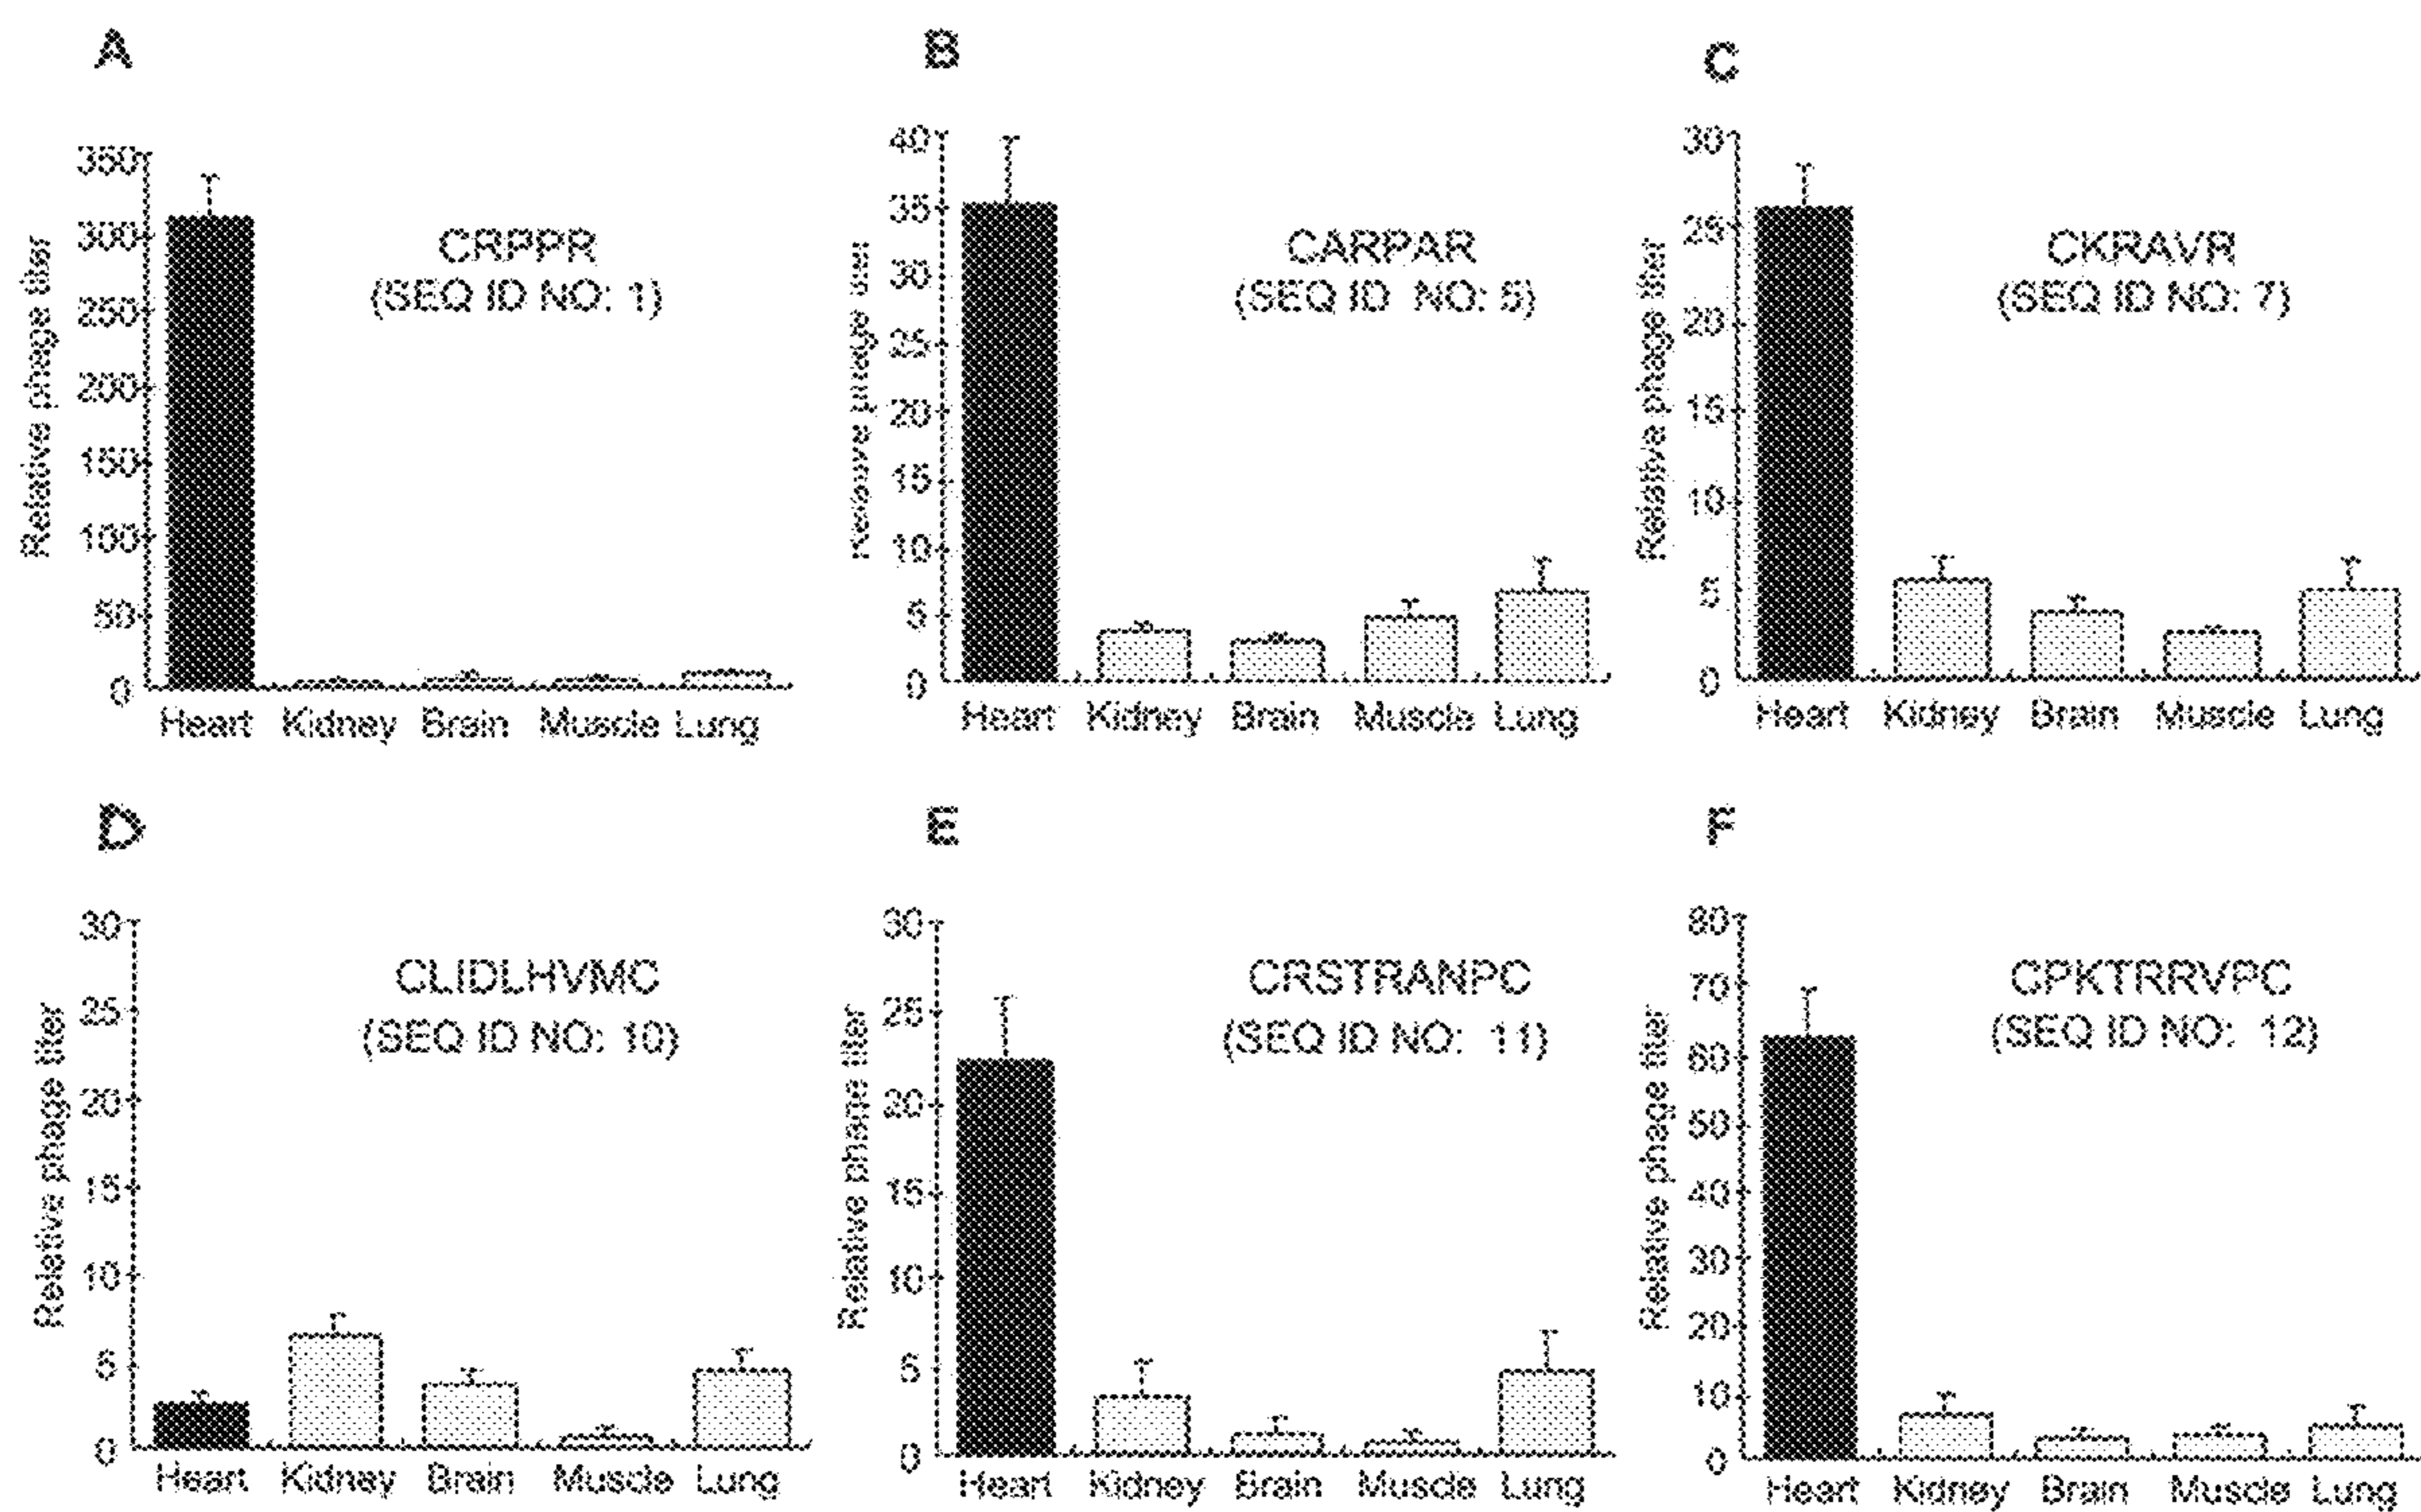 A
350
300
250
200
150
100
50
0
Relative phage titer
CRPPR
(SEQ ID NO: 1)
Heart Kidney Brain Muscle Lung
B
40
35
30
25
20
15
10
5
0
CARPAR
(SEQ ID NO: 5)
Heart Kidney Brain Muscle Lung
C
30
25
20
15
10
5
0
Relative phage titer
CKRAVR
(SEQ ID NO: 7)
Heart Kidney Brain Muscle Lung
D
30
25
20
15
10
5
0
Relative phage titer
CLIDLHVMC
(SEQ ID NO: 10)
Heart Kidney Brain Muscle Lung
E
30
25
20
15
10
5
0
Relative phage titer
CRSTRANPC
(SEQ ID NO: 11)
Heart Kidney Brain Muscle Lung
F
80
70
60
50
40
30
20
10
0
Relative phage titer
CPKTRRVPC
(SEQ ID NO: 12)
Heart Kidney Brain Muscle Lung